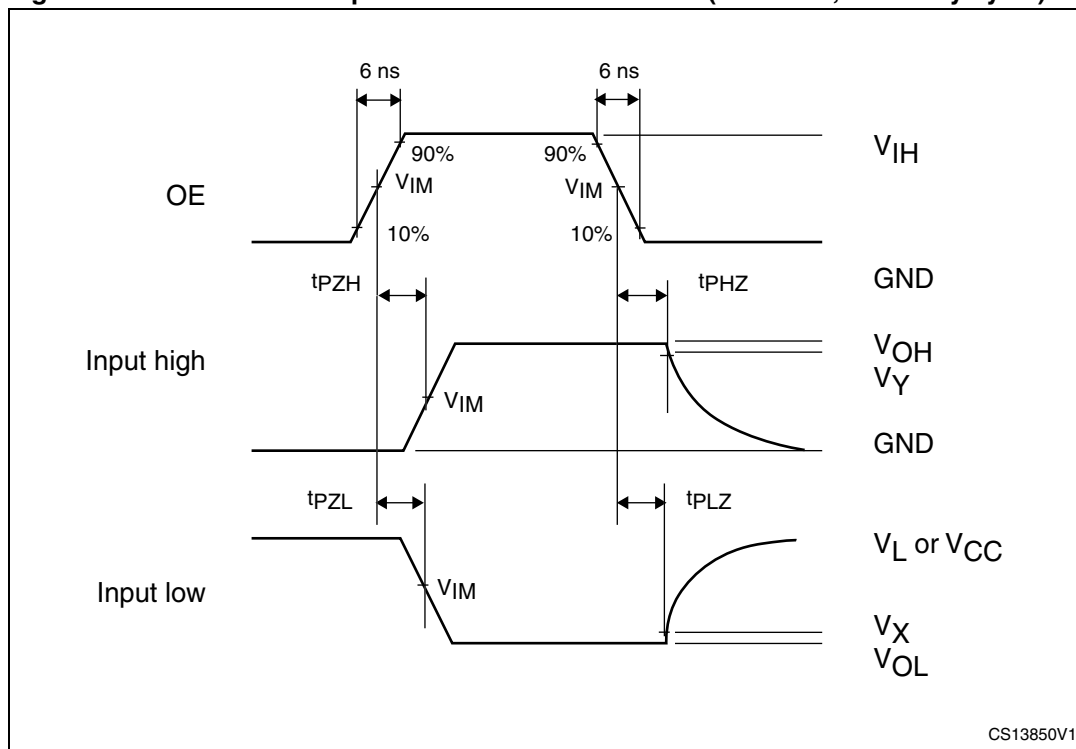 6 ns 6 ns
90% 90% VIH
OE VIM VIM
10% 10%
tPZH tPHZ GND
Input high VOH
VY
VIM
GND
tPZL tPLZ
VL or VCC
Input low VIM
VX
VOL
CS13850V1